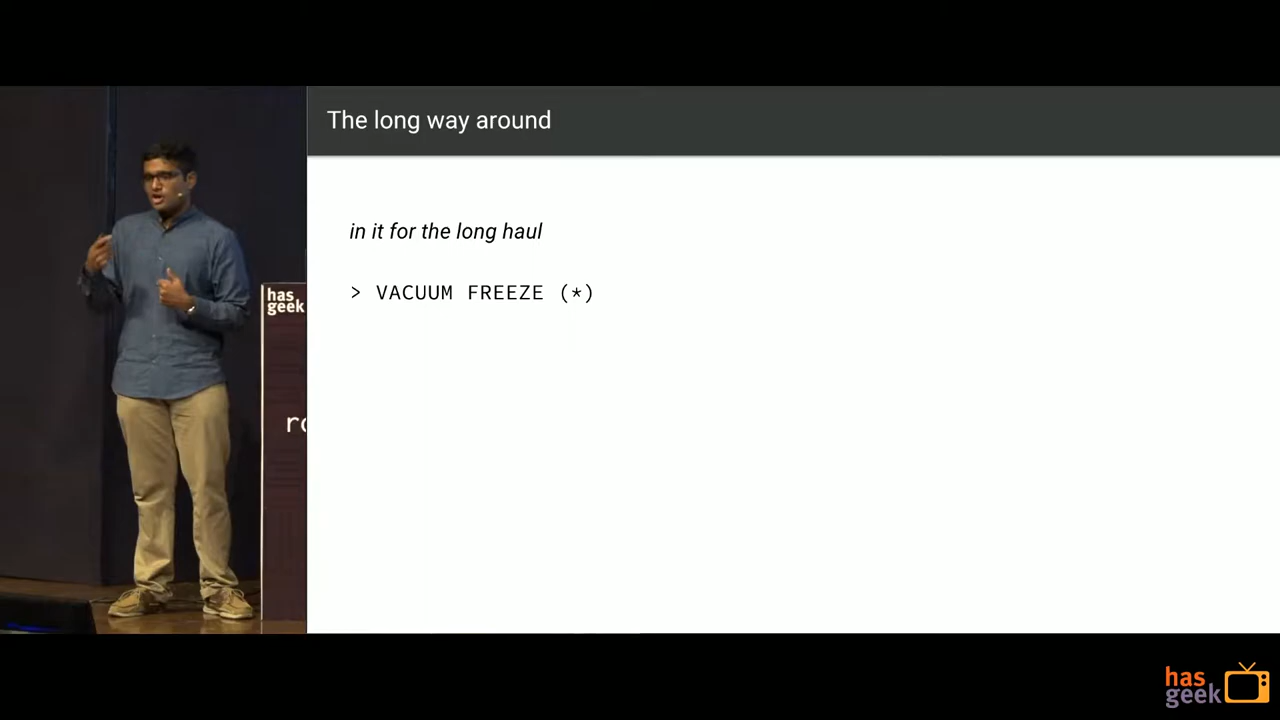 The long way around
in it for the long haul
> VACUUM FREEZE (*)
has
geek
has
geek